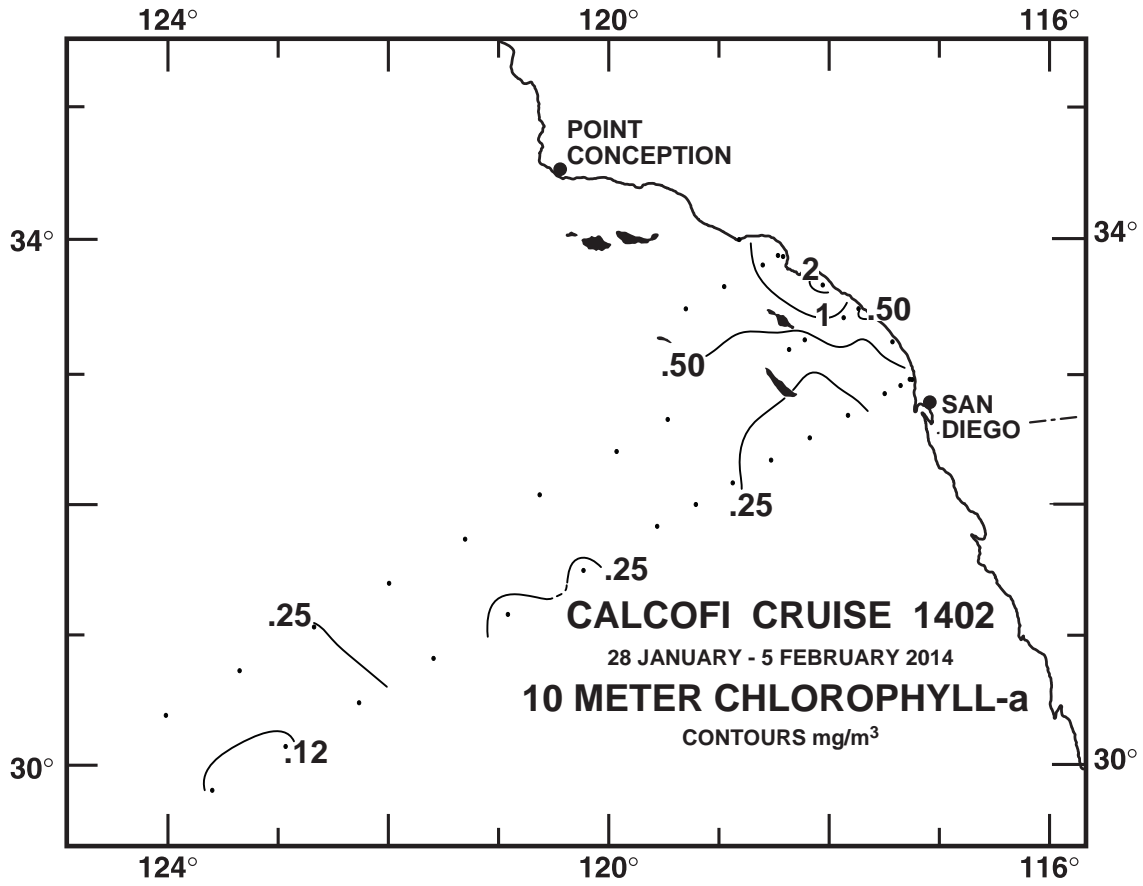 124° 120° 116°
POINT
CONCEPTION
34° 34°
2
1 .50
.50
SAN
DIEGO
.25
.25
.25
CALCOFI CRUISE 1402
28 JANUARY - 5 FEBRUARY 2014
10 METER CHLOROPHYLL-a
CONTOURS mg/m³
.12
30° 30°
124° 120° 116°